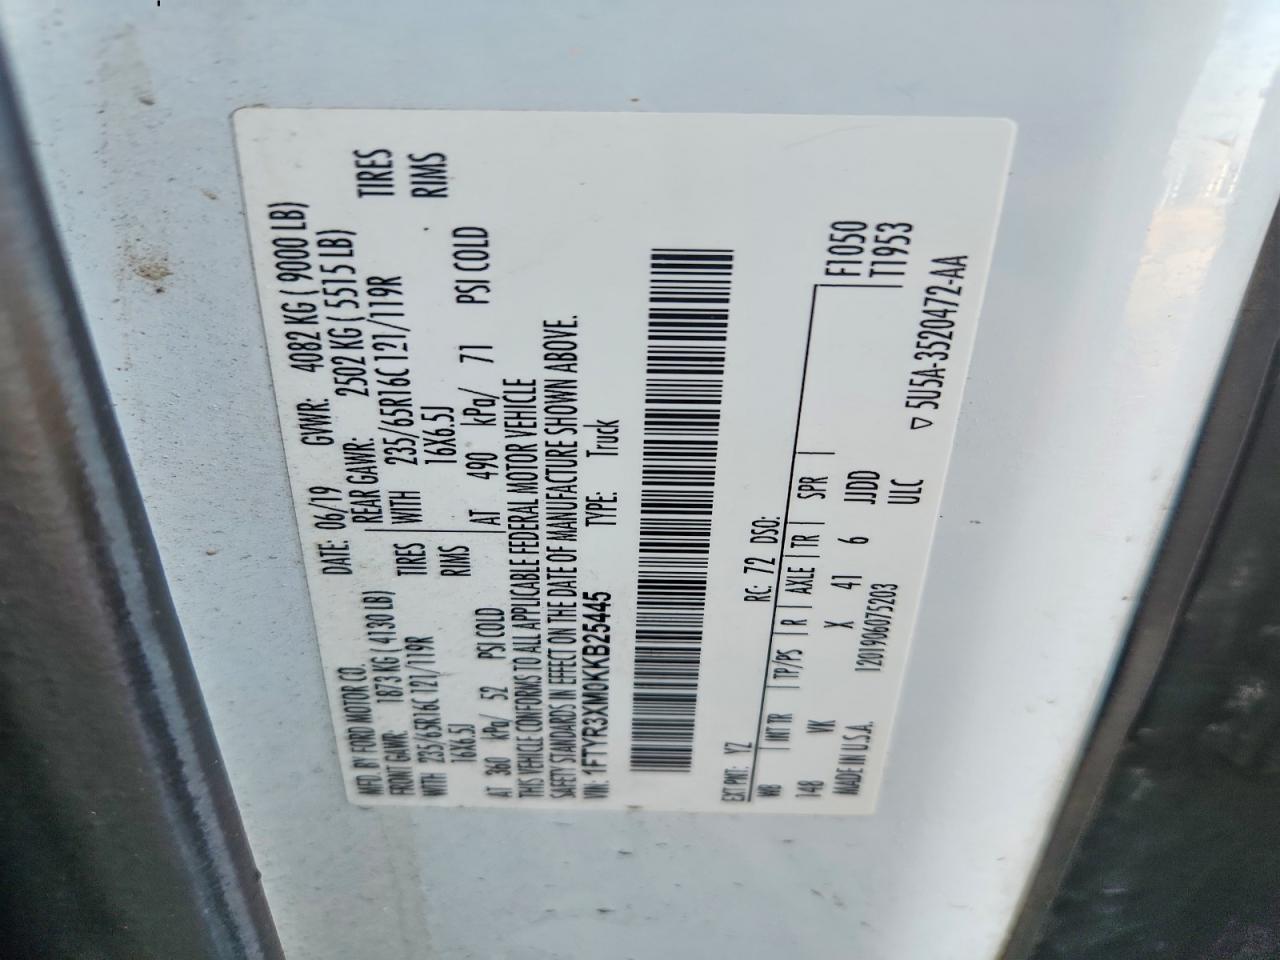 MFD. BY FORD MOTOR CO.
DATE: 06/19 GVWR: 4082 KG ( 9000 LB)
FRONT GAWR: 1873 KG ( 4130 LB)
REAR GAWR: 2502 KG ( 5515 LB)
WITH 235/65R16C 121/119R TIRES
WITH 235/65R16C 121/119R TIRES
16X6.5J RIMS
16X6.5J RIMS
AT 360 kPa/ 52 PSI COLD
AT 490 kPa/ 71 PSI COLD
THIS VEHICLE CONFORMS TO ALL APPLICABLE FEDERAL MOTOR VEHICLE
SAFETY STANDARDS IN EFFECT ON THE DATE OF MANUFACTURE SHOWN ABOVE.
VIN: 1FTYR3XM0KKB25445 TYPE: Truck
EXT PNT: YZ RC: 72 DSO:
WB INT TR TP/PS R AXLE TR SPR F1050
148 VK X 41 6 JJDD T1953
ULC
MADE IN U.S.A. 1201906075203
▽ 5U5A-3520472-AA